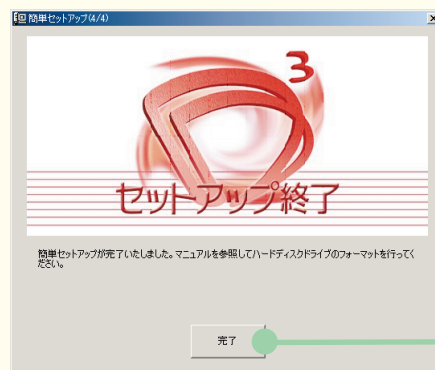 簡単セットアップ(4/4)
3
セットアップ終了
簡単セットアップが完了いたしました。マニュアルを参照してハードディスクドライブのフォーマットを行ってく
ださい。
完了